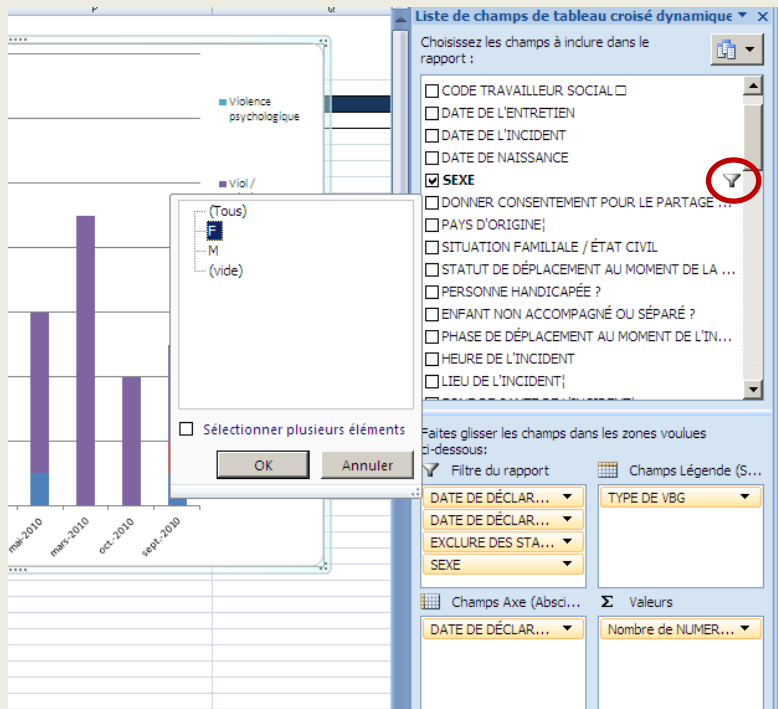 P
Q
Violence
psychologique
Viol /
(Tous)
F
M
(vide)
Sélectionner plusieurs éléments
OK
Annuler
mai-2010
mars-2010
oct.-2010
sept.-2010
Liste de champs de tableau croisé dynamique
Choisissez les champs à inclure dans le
rapport :
CODE TRAVAILLEUR SOCIAL□
DATE DE L'ENTRETIEN
DATE DE L'INCIDENT
DATE DE NAISSANCE
SEXE
DONNER CONSENTEMENT POUR LE PARTAGE ...
PAYS D'ORIGINE¦
SITUATION FAMILIALE / ÉTAT CIVIL
STATUT DE DÉPLACEMENT AU MOMENT DE LA ...
PERSONNE HANDICAPÉE ?
ENFANT NON ACCOMPAGNÉ OU SÉPARÉ ?
PHASE DE DÉPLACEMENT AU MOMENT DE L'IN...
HEURE DE L'INCIDENT
LIEU DE L'INCIDENT¦
Faites glisser les champs dans les zones voulues
ci-dessous:
Filtre du rapport
Champs Légende (S...
DATE DE DÉCLAR...
TYPE DE VBG
DATE DE DÉCLAR...
EXCLURE DES STA...
SEXE
Champs Axe (Absci...
Σ Valeurs
DATE DE DÉCLAR...
Nombre de NUMER...